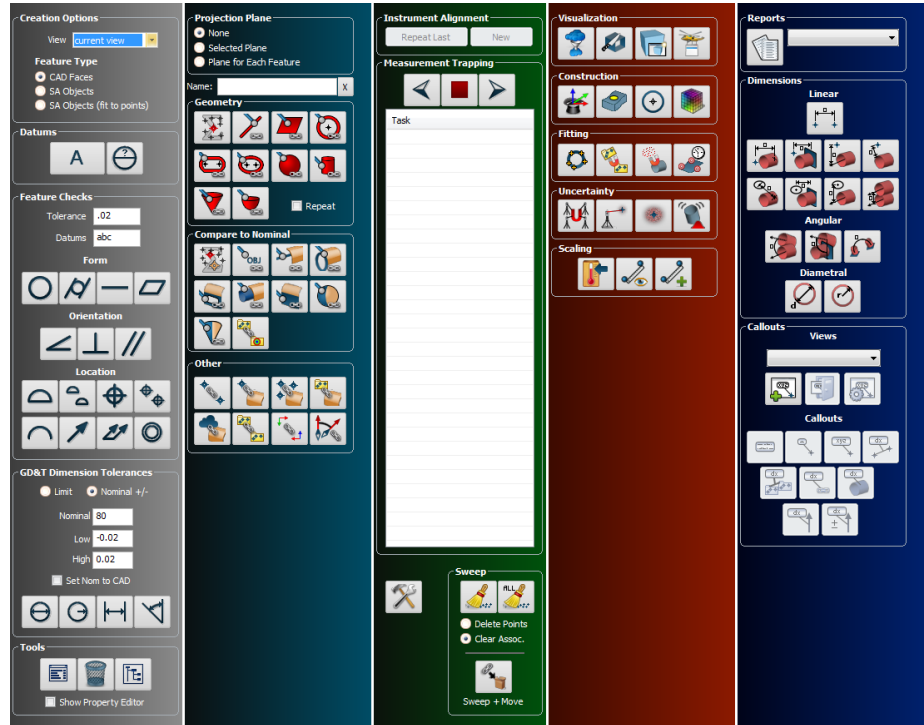 Creation Options
View current view
Feature Type
CAD Faces
SA Objects
SA Objects (fit to points)
Datums
A
Feature Checks
Tolerance .02
Datums abc
Form
Orientation
Location
GD&T Dimension Tolerances
Limit Nominal +/-
Nominal 80
Low -0.02
High 0.02
Set Nom to CAD
Tools
Show Property Editor
Projection Plane
None
Selected Plane
Plane for Each Feature
Name: X
Geometry
Repeat
Compare to Nominal
OBJ
Other
Instrument Alignment
Repeat Last New
Measurement Trapping
Task
Sweep
ALL
Delete Points
Clear Assoc.
Sweep + Move
Visualization
Construction
Fitting
Uncertainty
Scaling
Reports
Dimensions
Linear
Angular
Diametral
d
r
Callouts
Views
Callouts